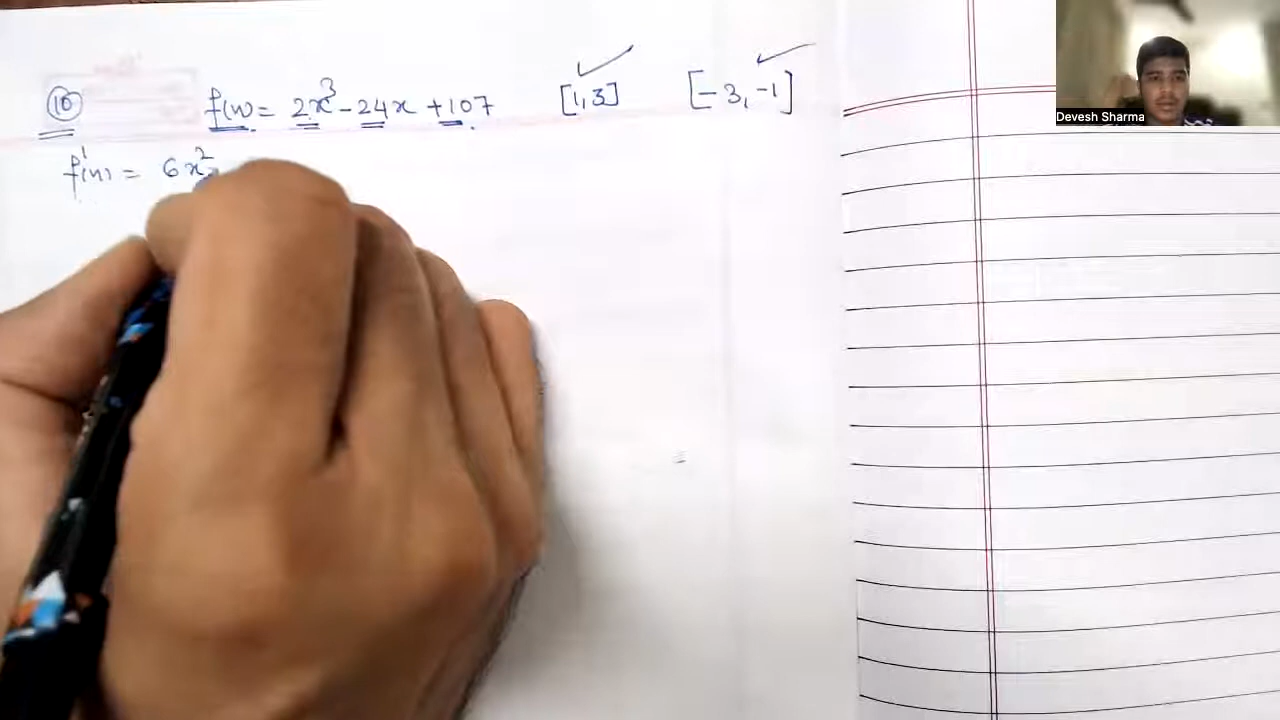 (10) f(x) = 2x³ - 24x + 107 [1,3] ✓ [-3,-1] ✓
f'(x) = 6x²
Devesh Sharma